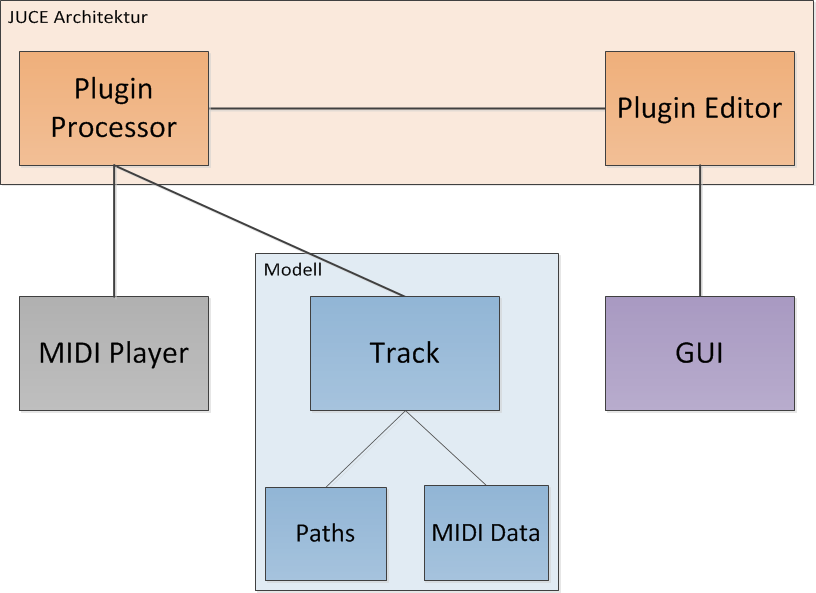 JUCE Architektur
Plugin
Processor
Plugin Editor
Modell
MIDI Player
Track
GUI
Paths
MIDI Data